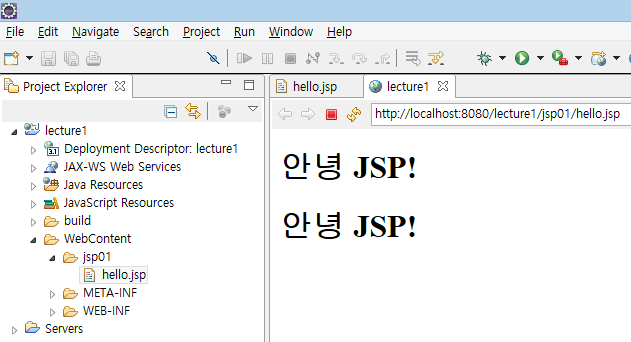 File Edit Navigate Search Project Run Window Help
Project Explorer
hello.jsp
lecture1
http://localhost:8080/lecture1/jsp01/hello.jsp
lecture1
3.1 Deployment Descriptor: lecture1
JAX-WS Web Services
Java Resources
JavaScript Resources
build
WebContent
jsp01
hello.jsp
META-INF
WEB-INF
Servers
안녕 JSP!
안녕 JSP!